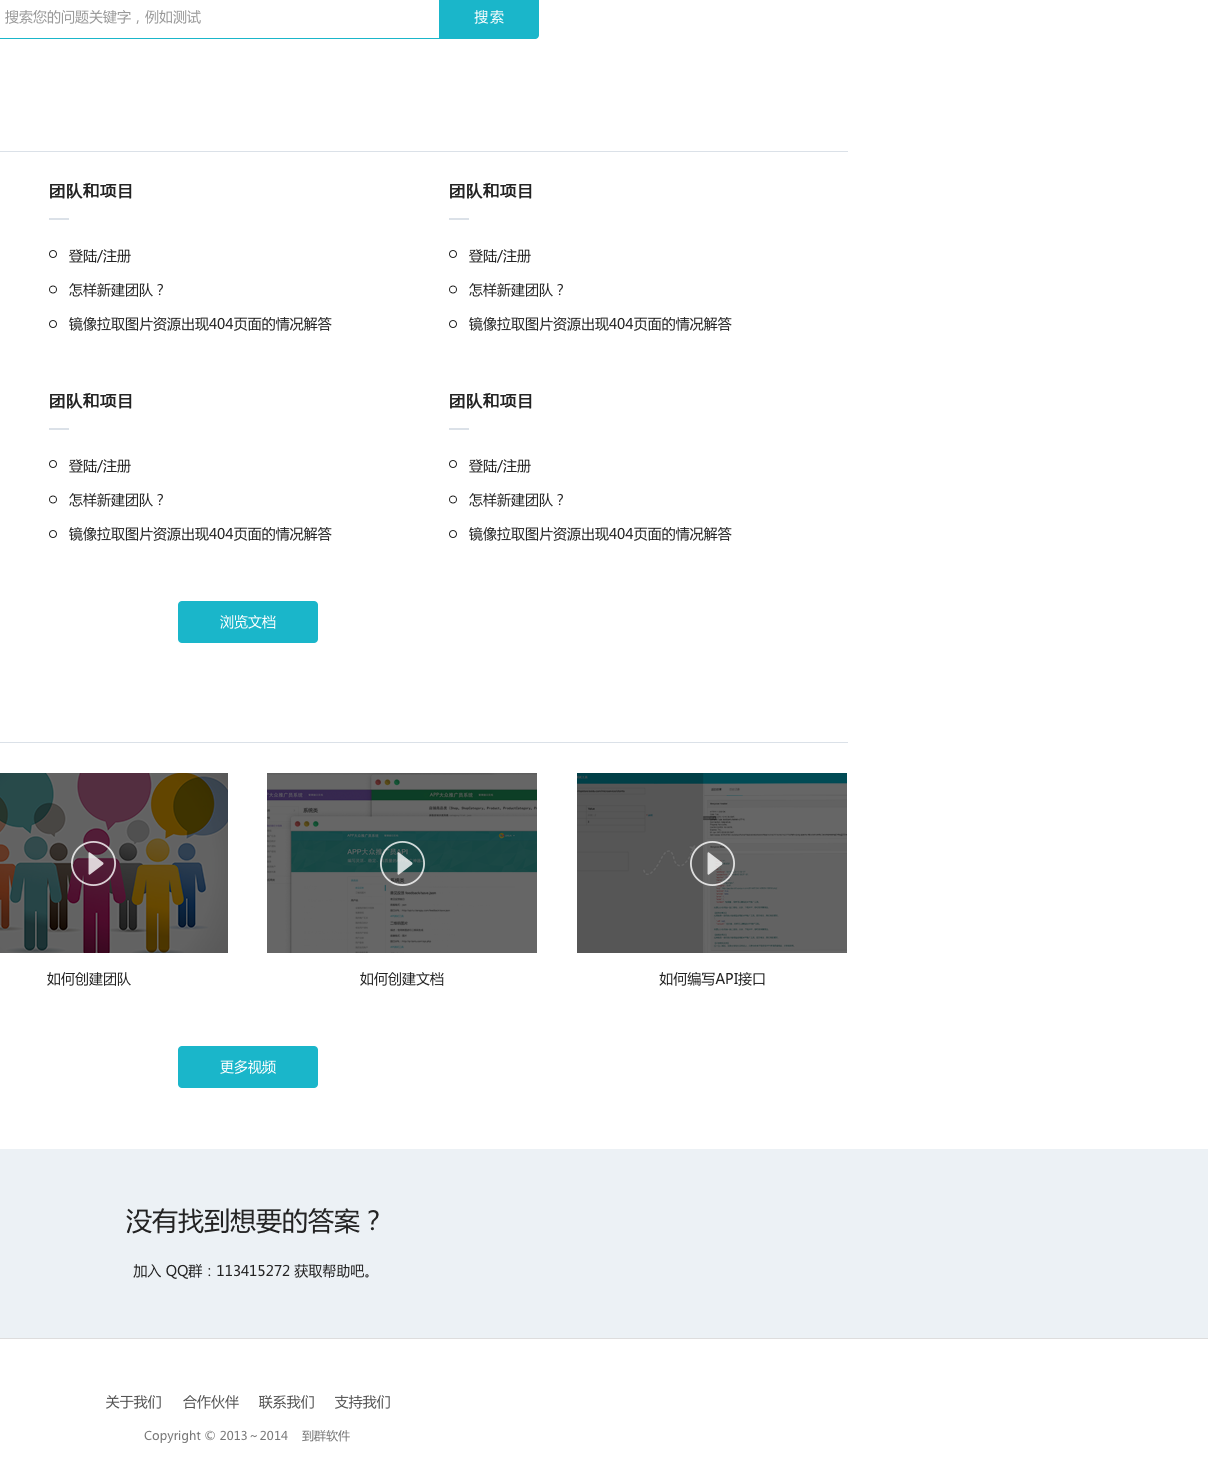 搜索您的问题关键字，例如测试 搜索
团队和项目 团队和项目
登陆/注册 登陆/注册
怎样新建团队？ 怎样新建团队？
镜像拉取图片资源出现404页面的情况解答 镜像拉取图片资源出现404页面的情况解答
团队和项目 团队和项目
登陆/注册 登陆/注册
怎样新建团队？ 怎样新建团队？
镜像拉取图片资源出现404页面的情况解答 镜像拉取图片资源出现404页面的情况解答
浏览文档
如何创建团队 如何创建文档 如何编写API接口
更多视频
没有找到想要的答案？
加入 QQ群：113415272 获取帮助吧。
关于我们 合作伙伴 联系我们 支持我们
Copyright © 2013～2014 到群软件